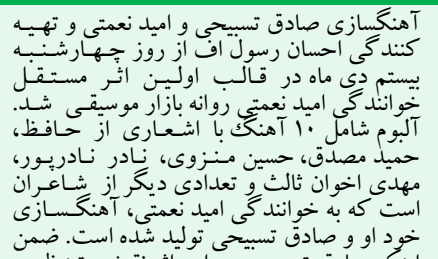 آهنگسازی صادق تسبیحی و امید نعمتی و تهیه
کنندگی احسان رسول اف از روز چهارشنبه
بیستم دی ماه در قالب اولین اثر مستقل
خوانندگی امید نعمتی روانه بازار موسیقی شد.
آلبوم شامل ۱۰ آهنگ با اشعاری از حافظ،
حمید مصدق، حسین منزوی، نادر نادرپور،
مهدی اخوان ثالث و تعدادی دیگر از شاعران
است که به خوانندگی امید نعمتی، آهنگسازی
خود او و صادق تسبیحی تولید شده است. ضمن